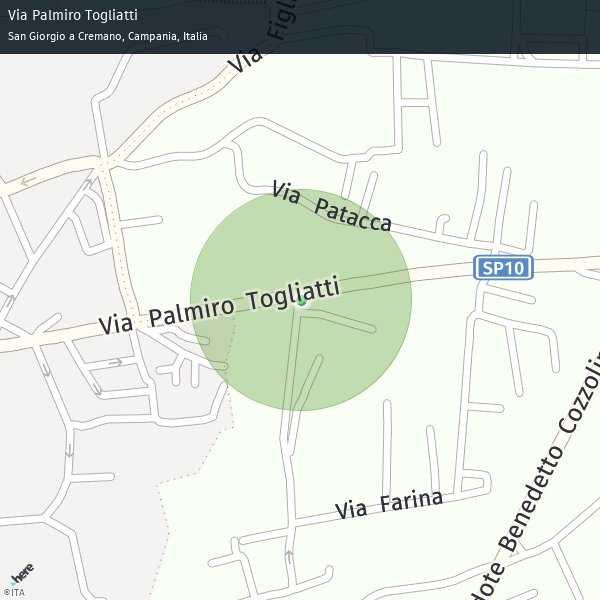 Via Palmiro Togliatti
San Giorgio a Cremano, Campania, Italia
Via Figli
Via Patacca
SP10
Via Palmiro Togliatti
dote Benedetto Cozzolin
Via Farina
here
©ITA